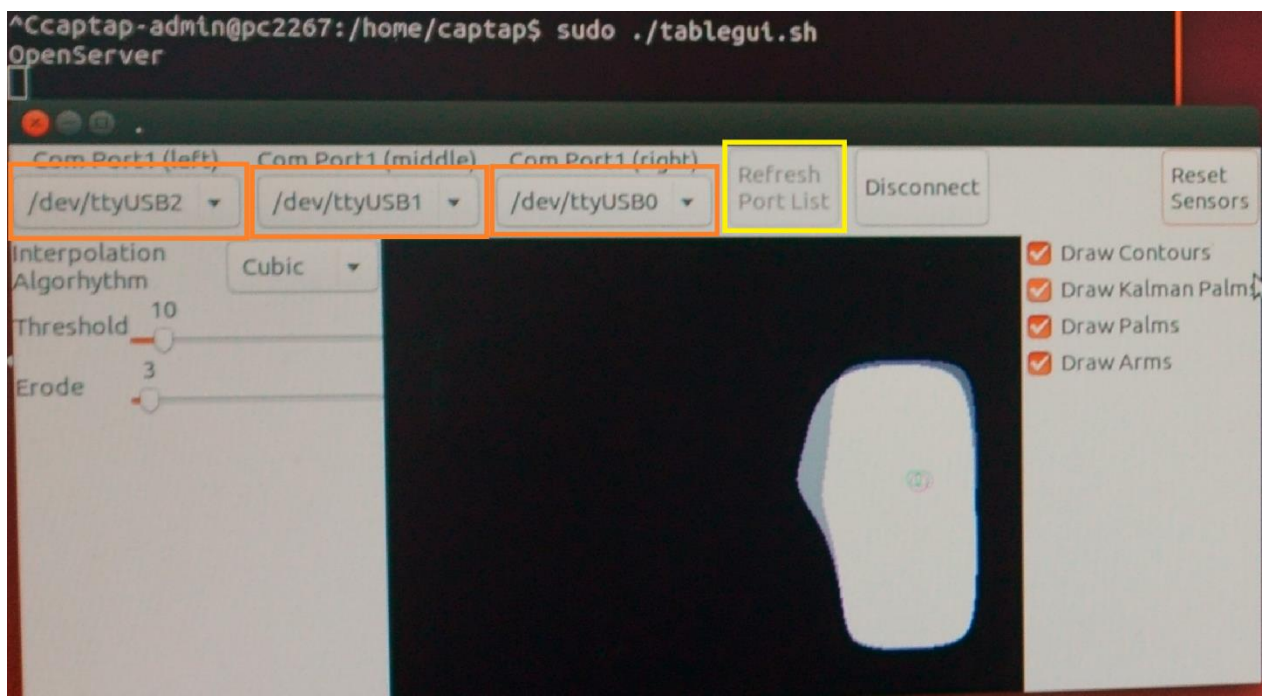 ^Ccaptap-admin@pc2267:/home/captap$ sudo ./tablegui.sh
OpenServer
Com Port1 (left) Com Port1 (middle) Com Port1 (right)
/dev/ttyUSB2 /dev/ttyUSB1 /dev/ttyUSB0
Refresh
Port List
Disconnect
Reset
Sensors
Interpolation
Algorhythm
Cubic
Threshold 10
Erode 3
Draw Contours
Draw Kalman Palms
Draw Palms
Draw Arms